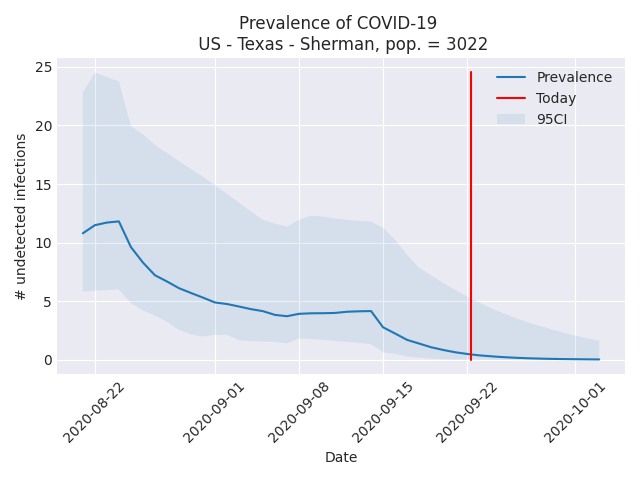 Prevalence of COVID-19
US - Texas - Sherman, pop. = 3022
25
20
15
10
5
0
# undetected infections
Prevalence
Today
95CI
2020-08-22
2020-09-01
2020-09-08
2020-09-15
2020-09-22
2020-10-01
Date